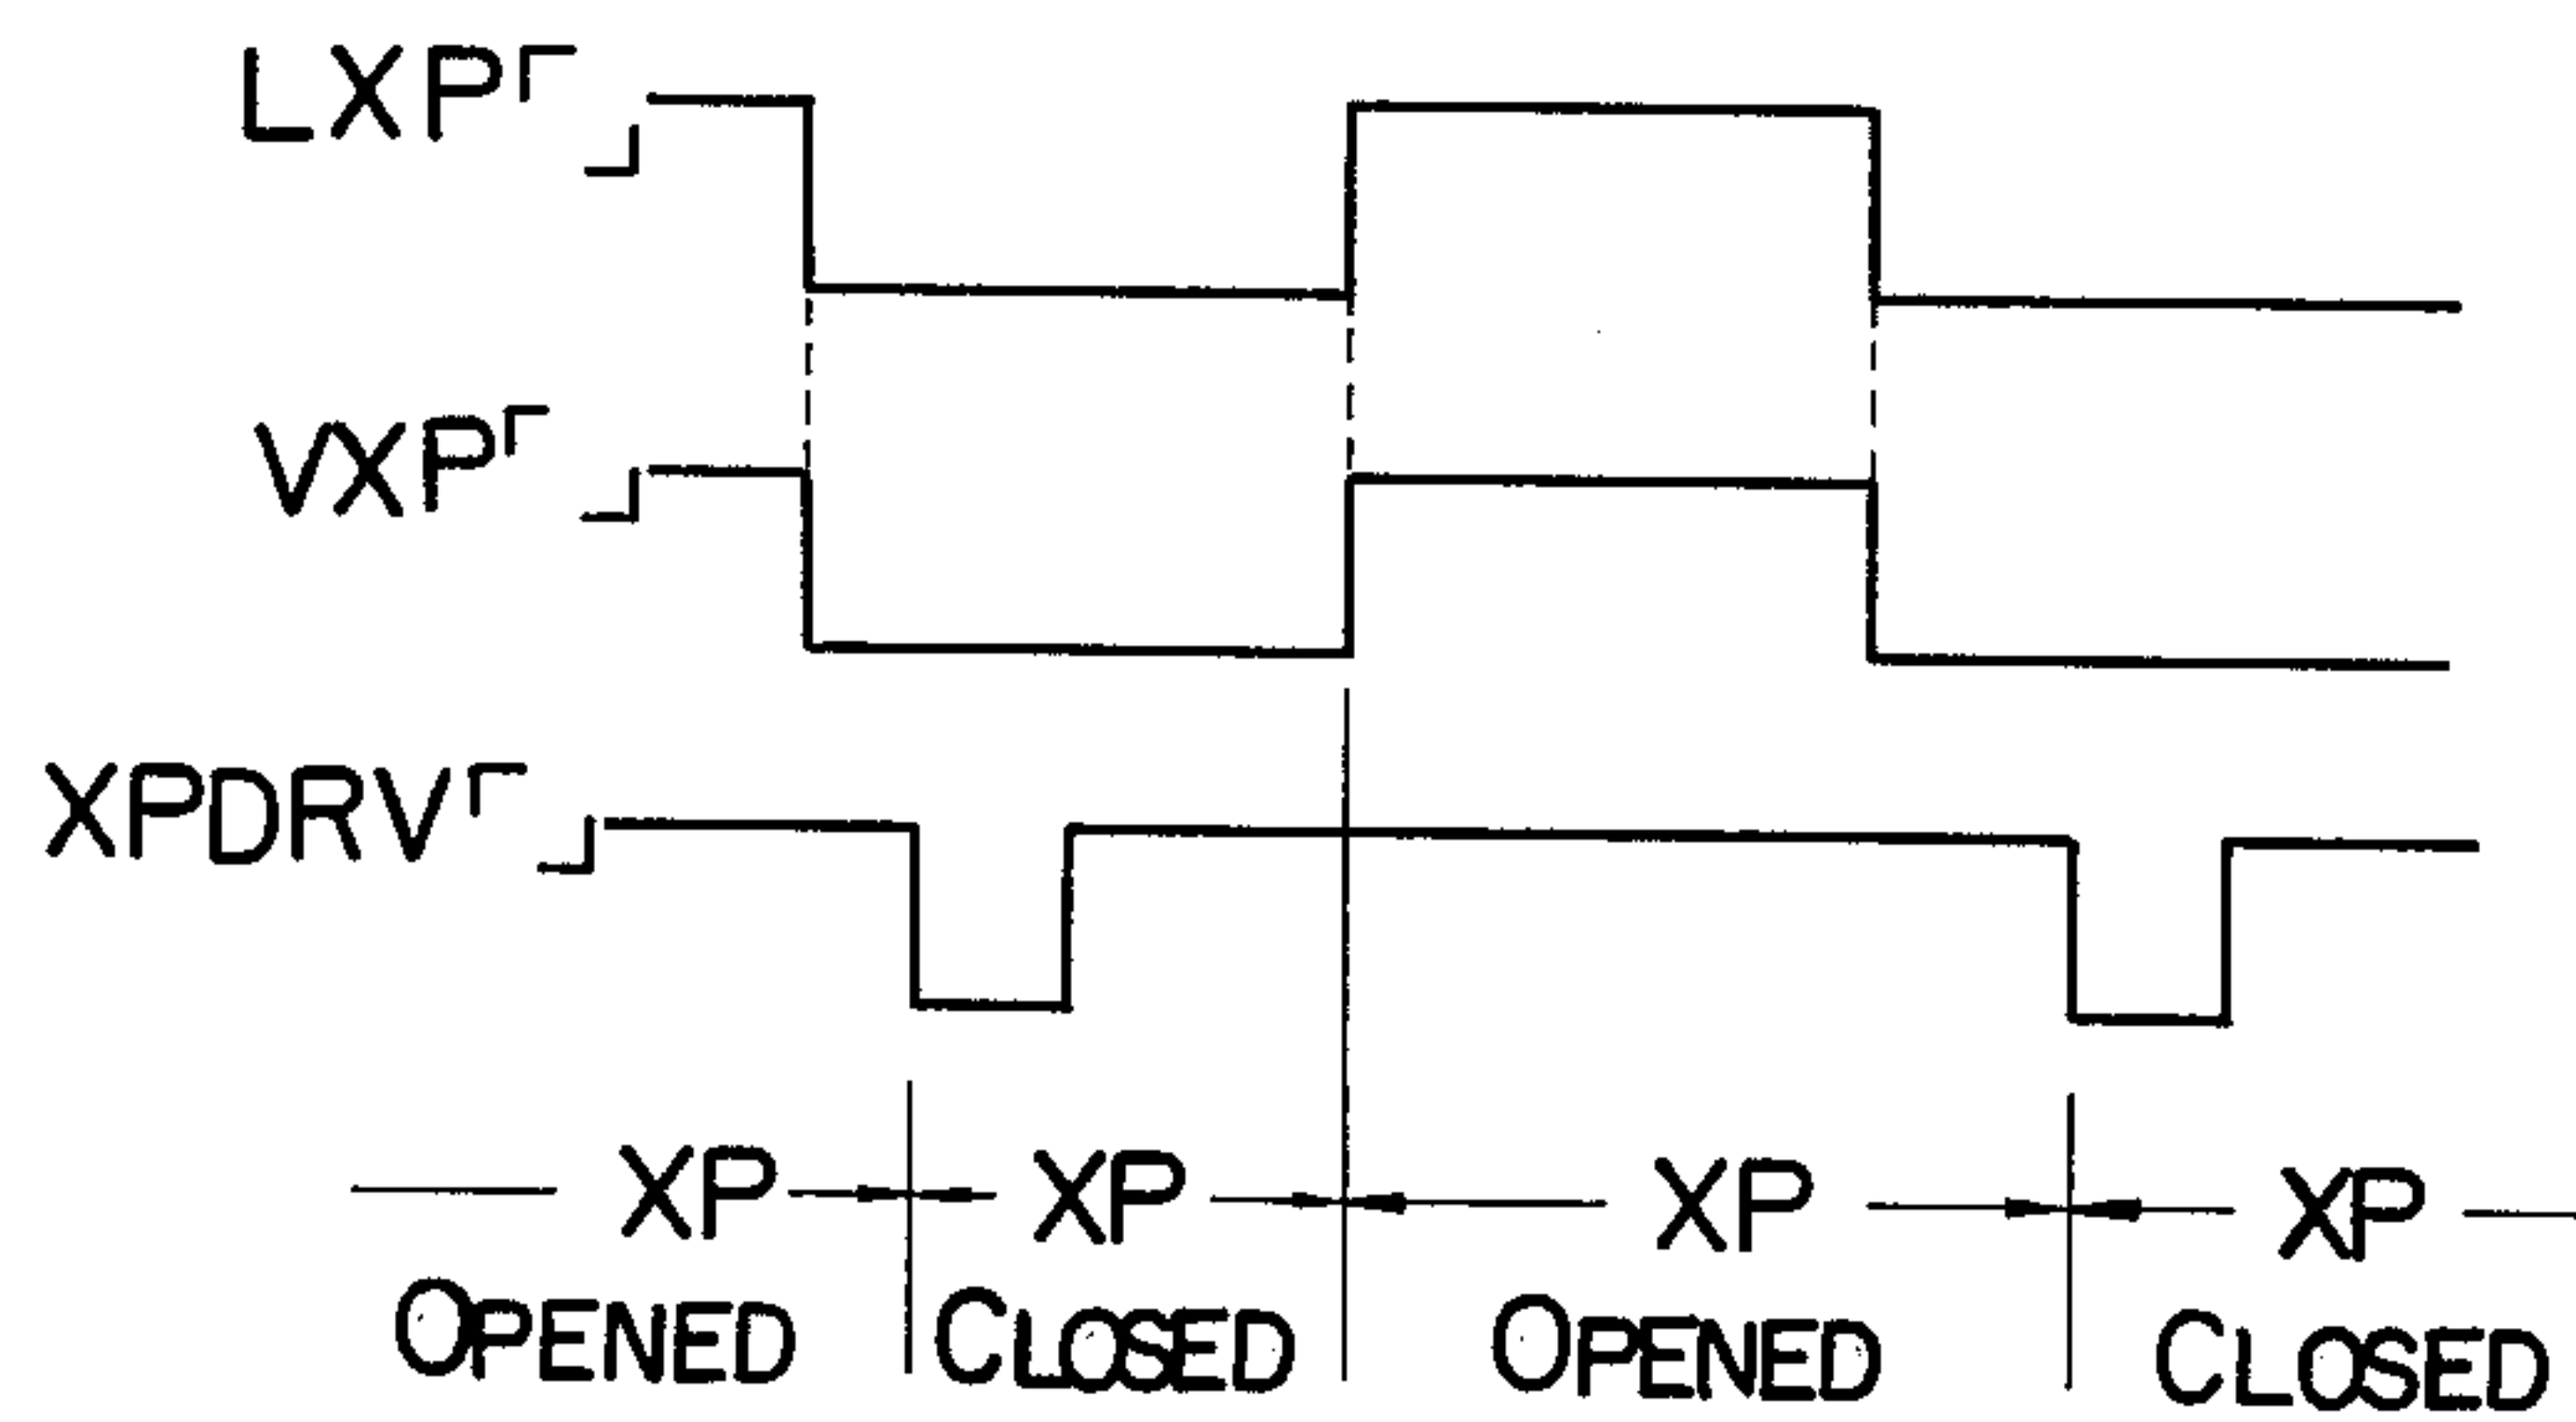 LXP
VXP
XPDRV
XP XP XP XP
OPENED CLOSED OPENED CLOSED